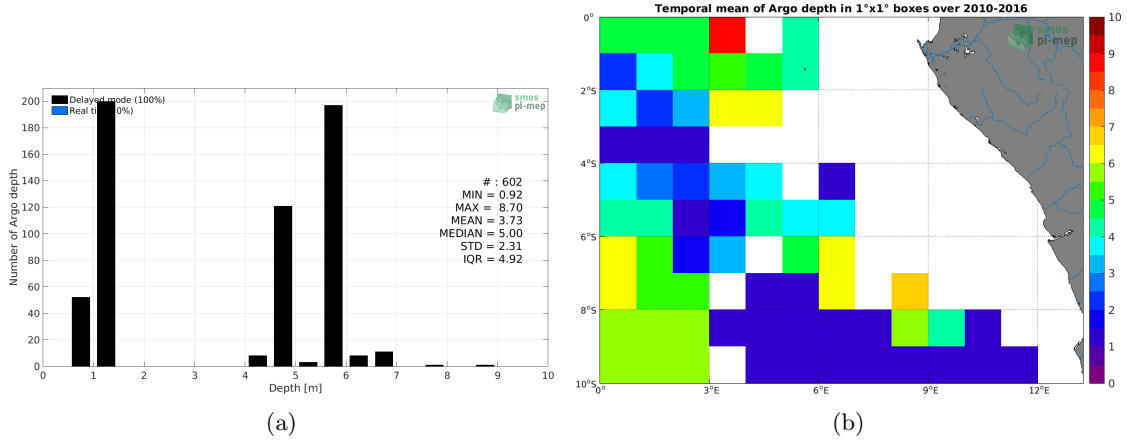 Temporal mean of Argo depth in 1°x1° boxes over 2010-2016
Delayed mode (100%)
Real ti 0%)
smos
pi-mep
# : 602
MIN = 0.92
MAX = 8.70
MEAN = 3.73
MEDIAN = 5.00
STD = 2.31
IQR = 4.92
Number of Argo depth
200
180
160
140
120
100
80
60
40
20
0
0 1 2 3 4 5 6 7 8 9 10
Depth [m]
(a)
smos
pi-mep
0°
2°S
4°S
6°S
8°S
10°S
0° 3°E 6°E 9°E 12°E
10
9
8
7
6
5
4
3
2
1
0
(b)